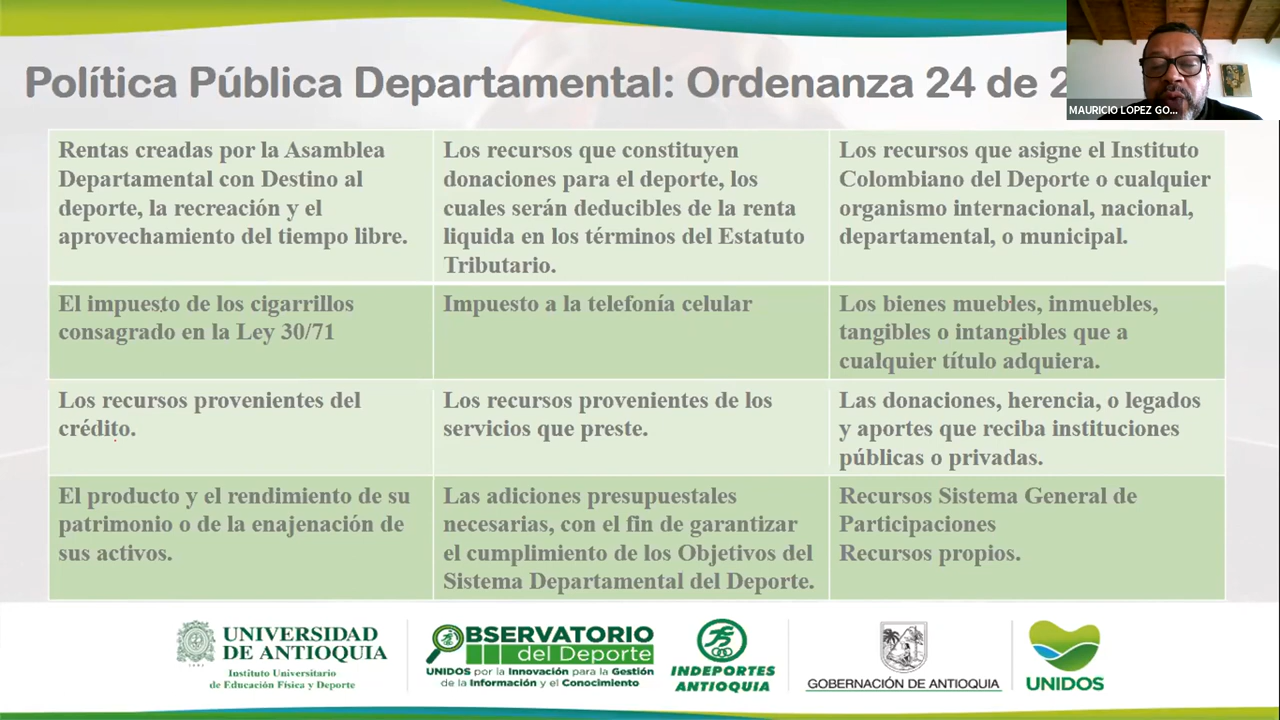 Política Pública Departamental: Ordenanza 24 de 2
MAURICIO LOPEZ GO...
Rentas creadas por la Asamblea
Departamental con Destino al
deporte, la recreación y el
aprovechamiento del tiempo libre.
Los recursos que constituyen
donaciones para el deporte, los
cuales serán deducibles de la renta
liquida en los términos del Estatuto
Tributario.
Los recursos que asigne el Instituto
Colombiano del Deporte o cualquier
organismo internacional, nacional,
departamental, o municipal.
El impuesto de los cigarrillos
consagrado en la Ley 30/71
Impuesto a la telefonía celular
Los bienes muebles, inmuebles,
tangibles o intangibles que a
cualquier título adquiera.
Los recursos provenientes del
crédito.
Los recursos provenientes de los
servicios que preste.
Las donaciones, herencia, o legados
y aportes que reciba instituciones
públicas o privadas.
El producto y el rendimiento de su
patrimonio o de la enajenación de
sus activos.
Las adiciones presupuestales
necesarias, con el fin de garantizar
el cumplimiento de los Objetivos del
Sistema Departamental del Deporte.
Recursos Sistema General de
Participaciones
Recursos propios.
UNIVERSIDAD
DE ANTIOQUIA
Instituto Universitario
de Educación Física y Deporte
OBSERVATORIO
del Deporte
UNIDOS por la Innovación para la Gestión
de la Información y el Conocimiento
INDEPORTES
ANTIOQUIA
GOBERNACIÓN DE ANTIOQUIA
UNIDOS